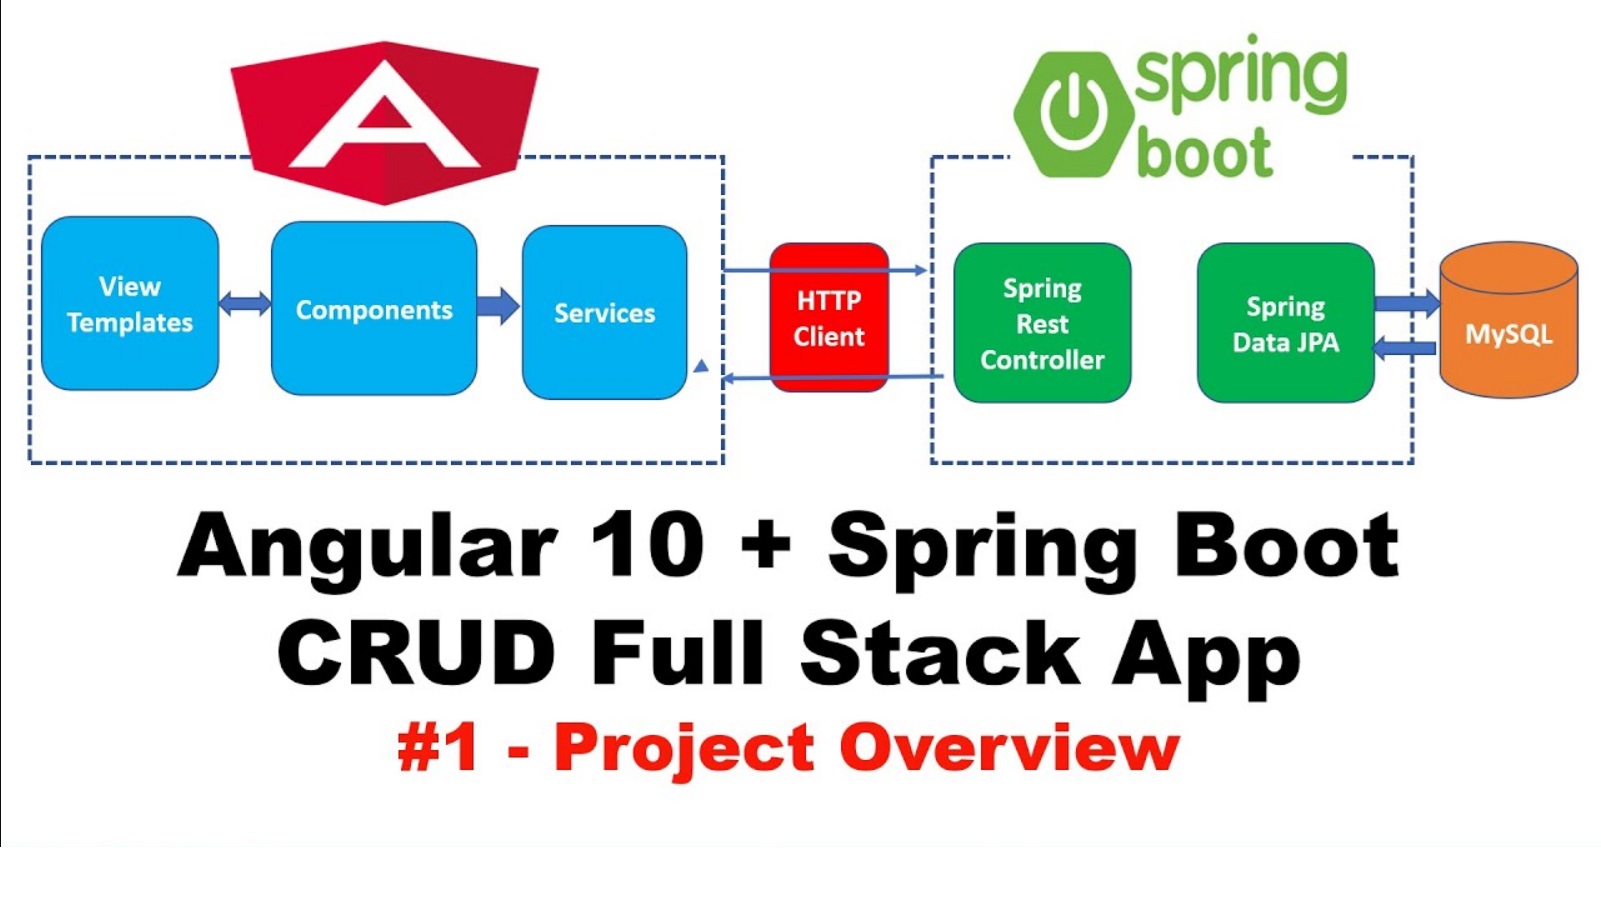 spring
boot
View
Templates
Components
Services
HTTP
Client
Spring
Rest
Controller
Spring
Data JPA
MySQL
Angular 10 + Spring Boot
CRUD Full Stack App
#1 - Project Overview